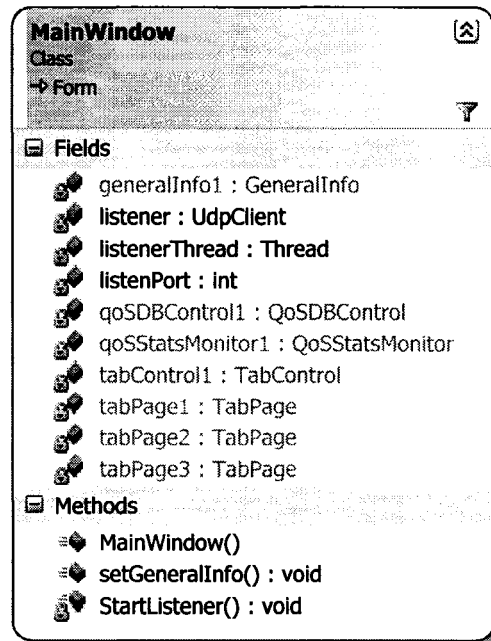 MainWindow
Class
Form
Fields
generalInfo1 : GeneralInfo
listener : UdpClient
listenerThread : Thread
listenPort : int
qoSDBControl1 : QoSDBControl
qoSStatsMonitor1 : QoSStatsMonitor
tabControl1 : TabControl
tabPage1 : TabPage
tabPage2 : TabPage
tabPage3 : TabPage
Methods
MainWindow()
setGeneralInfo() : void
StartListener() : void